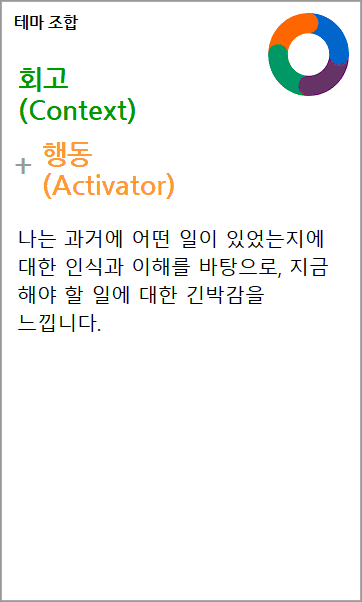 테마 조합
회고
(Context)
+ 행동
(Activator)
나는 과거에 어떤 일이 있었는지에
대한 인식과 이해를 바탕으로, 지금
해야 할 일에 대한 긴박감을
느낍니다.